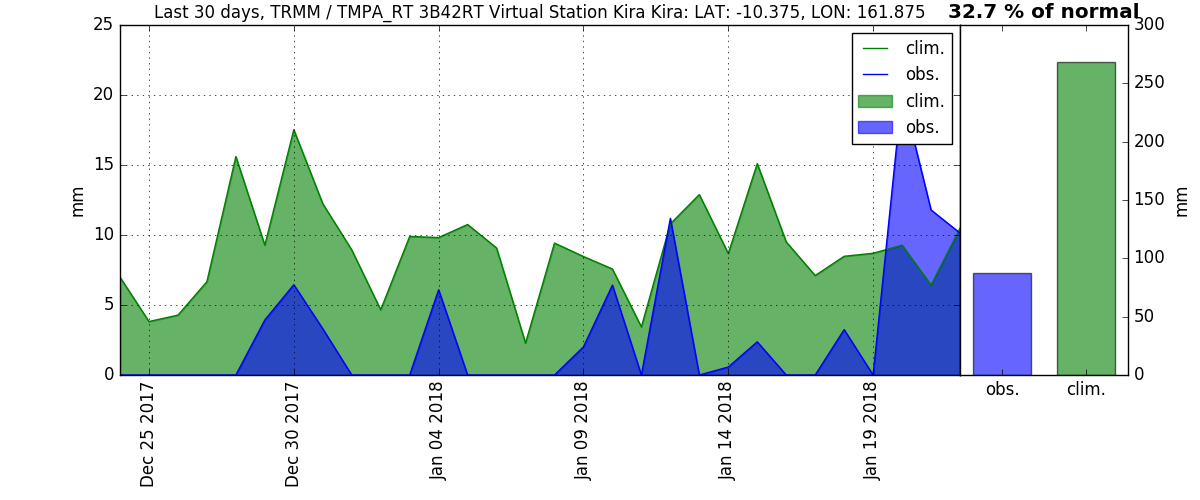 Last 30 days, TRMM / TMPA_RT 3B42RT Virtual Station Kira Kira: LAT: -10.375, LON: 161.875
32.7 % of normal
25
20
15
10
5
0
mm
clim.
obs.
clim.
obs.
Dec 25 2017
Dec 30 2017
Jan 04 2018
Jan 09 2018
Jan 14 2018
Jan 19 2018
300
250
200
150
100
50
0
mm
obs.
clim.